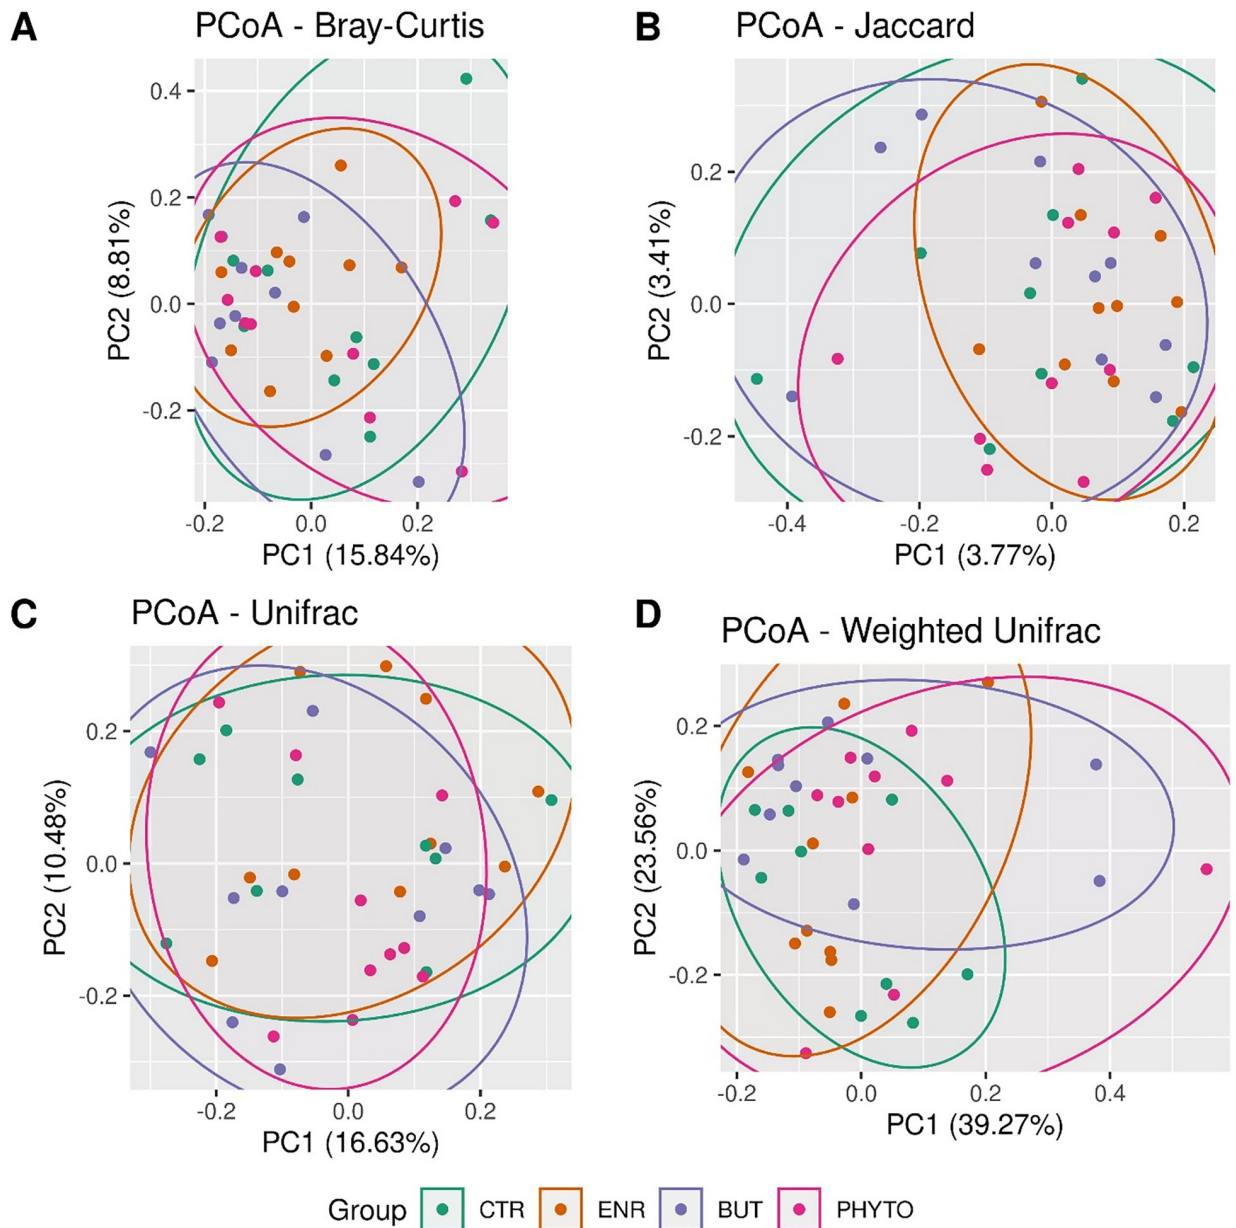 A
PCoA - Bray-Curtis
0.4
0.2
0.0
-0.2
PC2 (8.81%)
-0.2
0.0
0.2
PC1 (15.84%)
B
PCoA - Jaccard
0.2
0.0
-0.2
PC2 (3.41%)
-0.4
-0.2
0.0
0.2
PC1 (3.77%)
C
PCoA - Unifrac
0.2
0.0
-0.2
PC2 (10.48%)
-0.2
0.0
0.2
PC1 (16.63%)
D
PCoA - Weighted Unifrac
0.2
0.0
-0.2
PC2 (23.56%)
-0.2
0.0
0.2
0.4
PC1 (39.27%)
Group CTR ENR BUT PHYTO